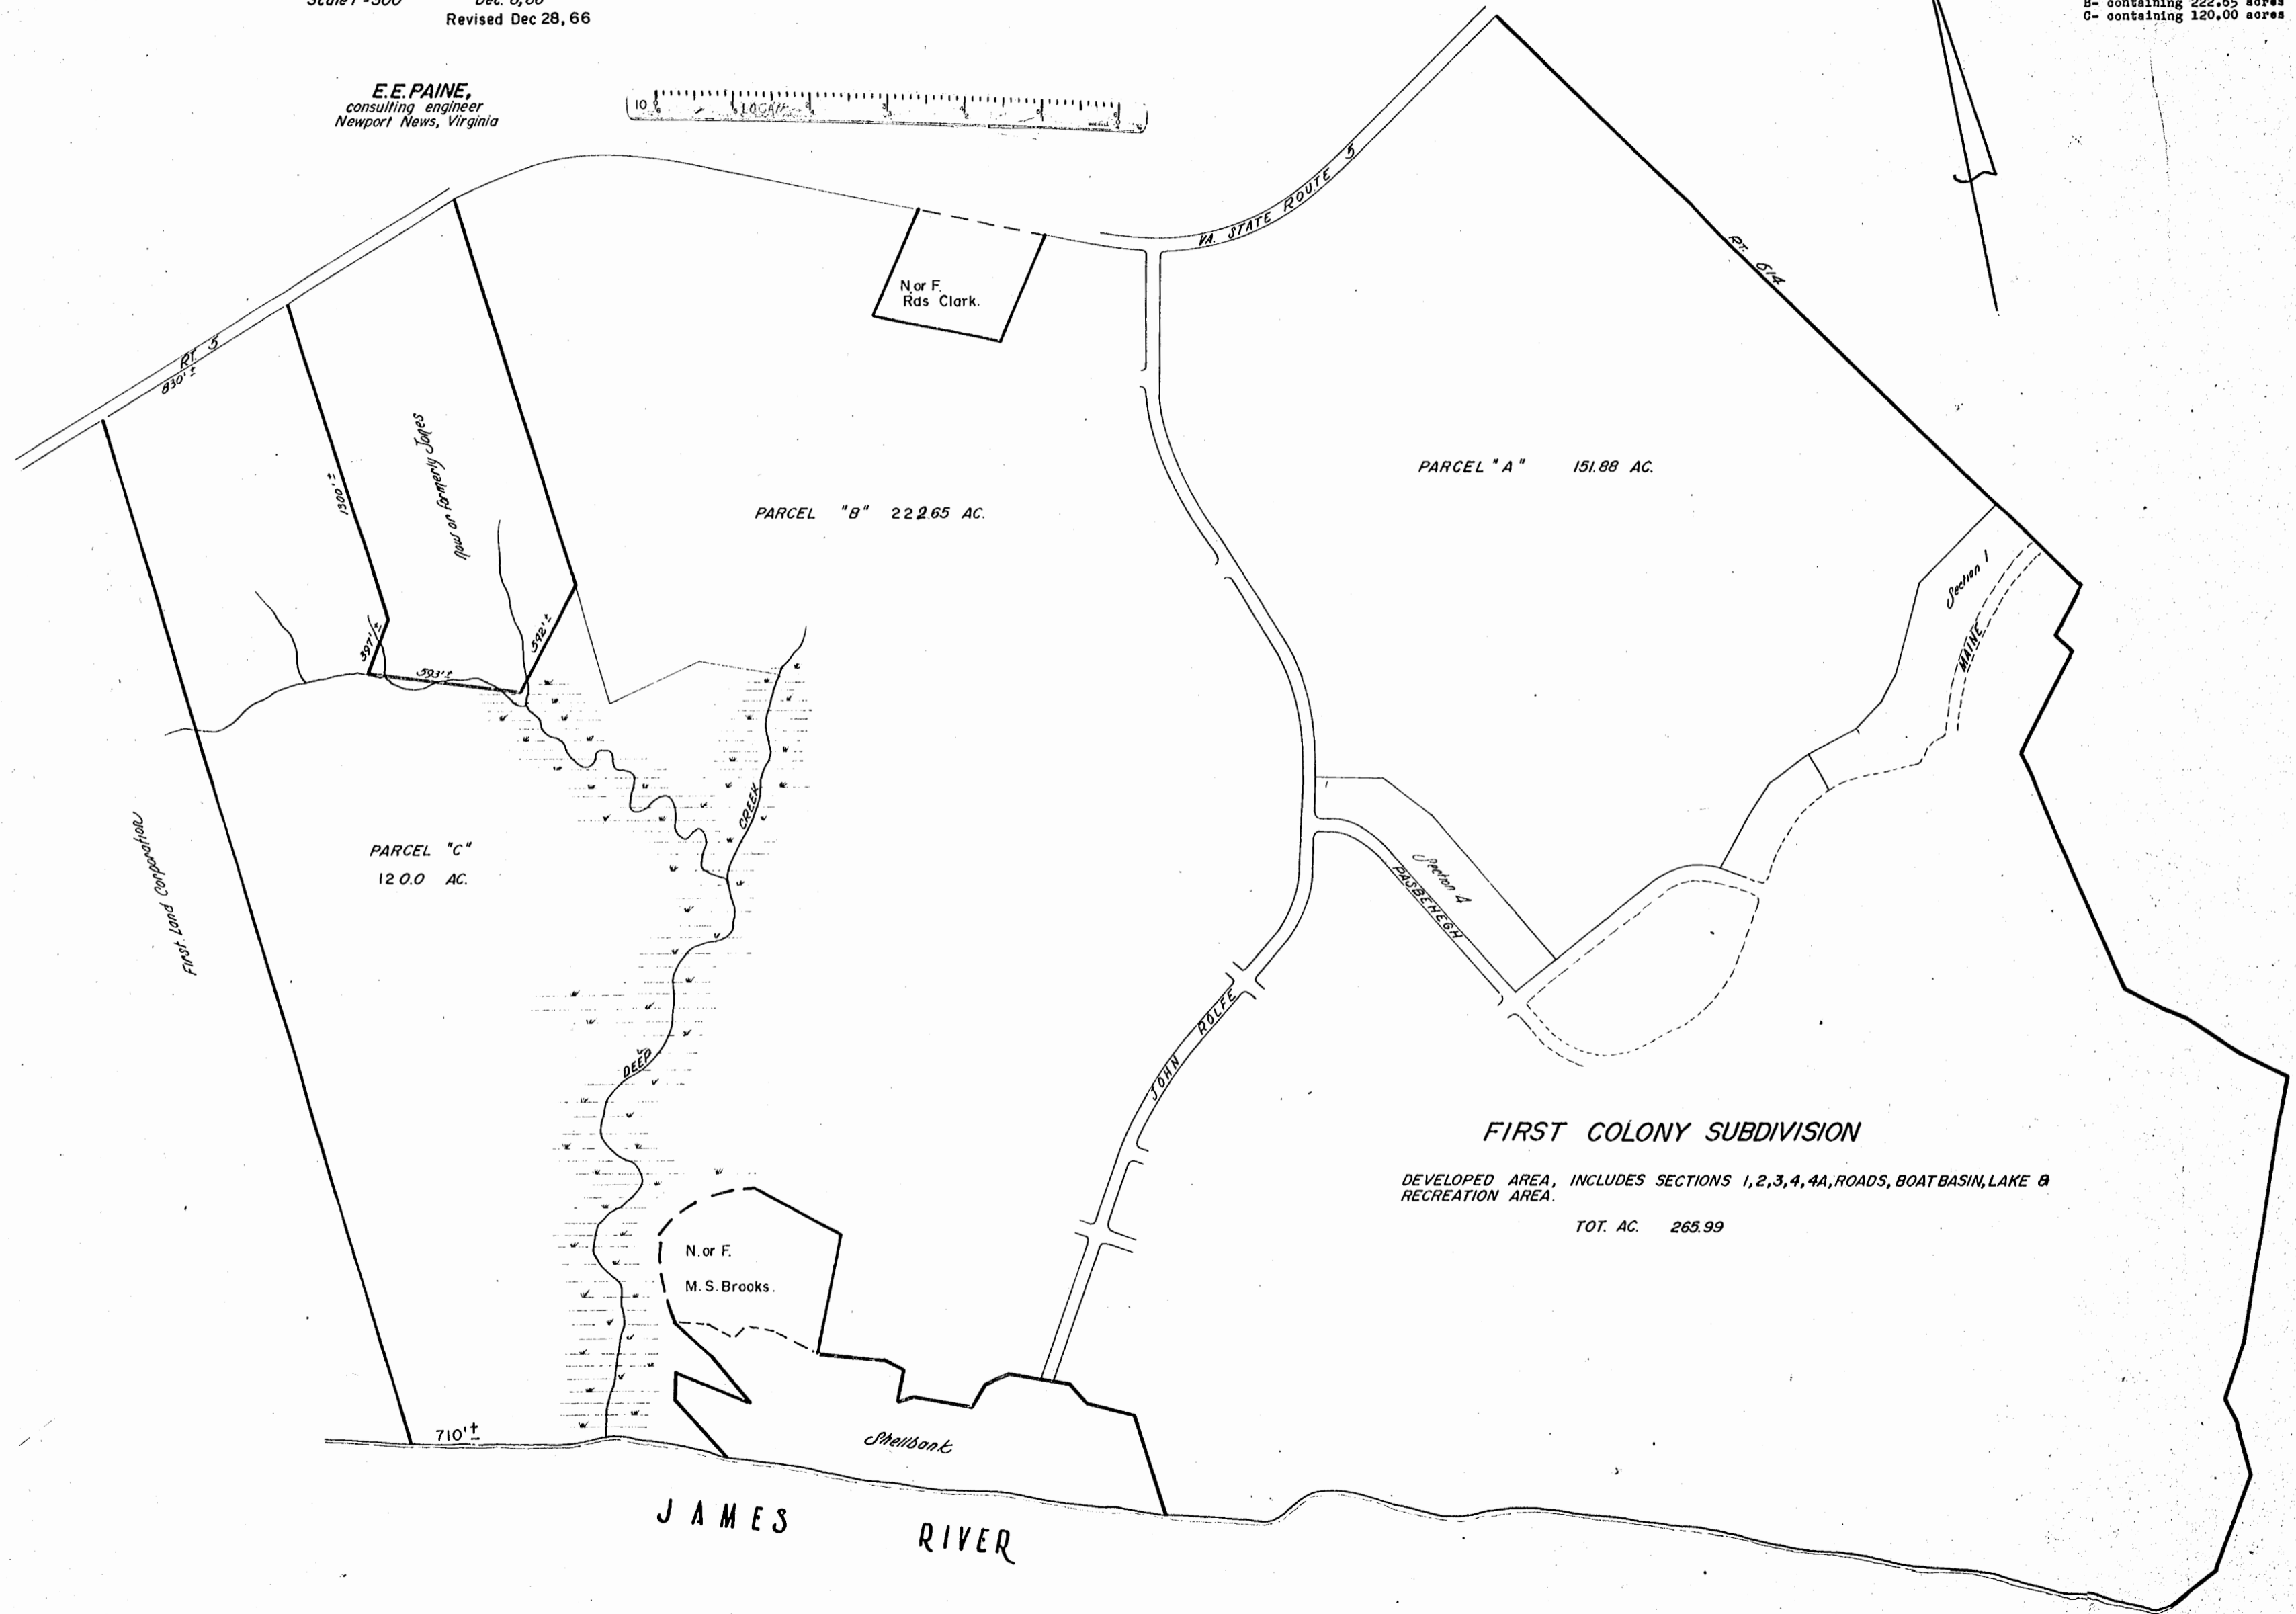 Revised Dec 28, 66
B- containing 222.65 acres
C- containing 120.00 acres
E.E. PAINE,
consulting engineer
Newport News, Virginia
10
VA. STATE ROUTE 5
N. or F.
Rds Clark.
RT. 614
RT. 5
830'±
1300'±
Now or formerly Jones
PARCEL "B" 222.65 AC.
PARCEL "A" 151.88 AC.
Section 1
MAINE
397'±
593'±
592'±
CREEK
First Land Corporation
PARCEL "C"
120.0 AC.
Section 4
PASBEHEGH
JOHN ROLFE
DEEP
FIRST COLONY SUBDIVISION
DEVELOPED AREA, INCLUDES SECTIONS 1,2,3,4,4A, ROADS, BOATBASIN, LAKE &
RECREATION AREA.
TOT. AC. 265.99
N. or F.
M.S. Brooks.
710'±
Shellbank
JAMES RIVER